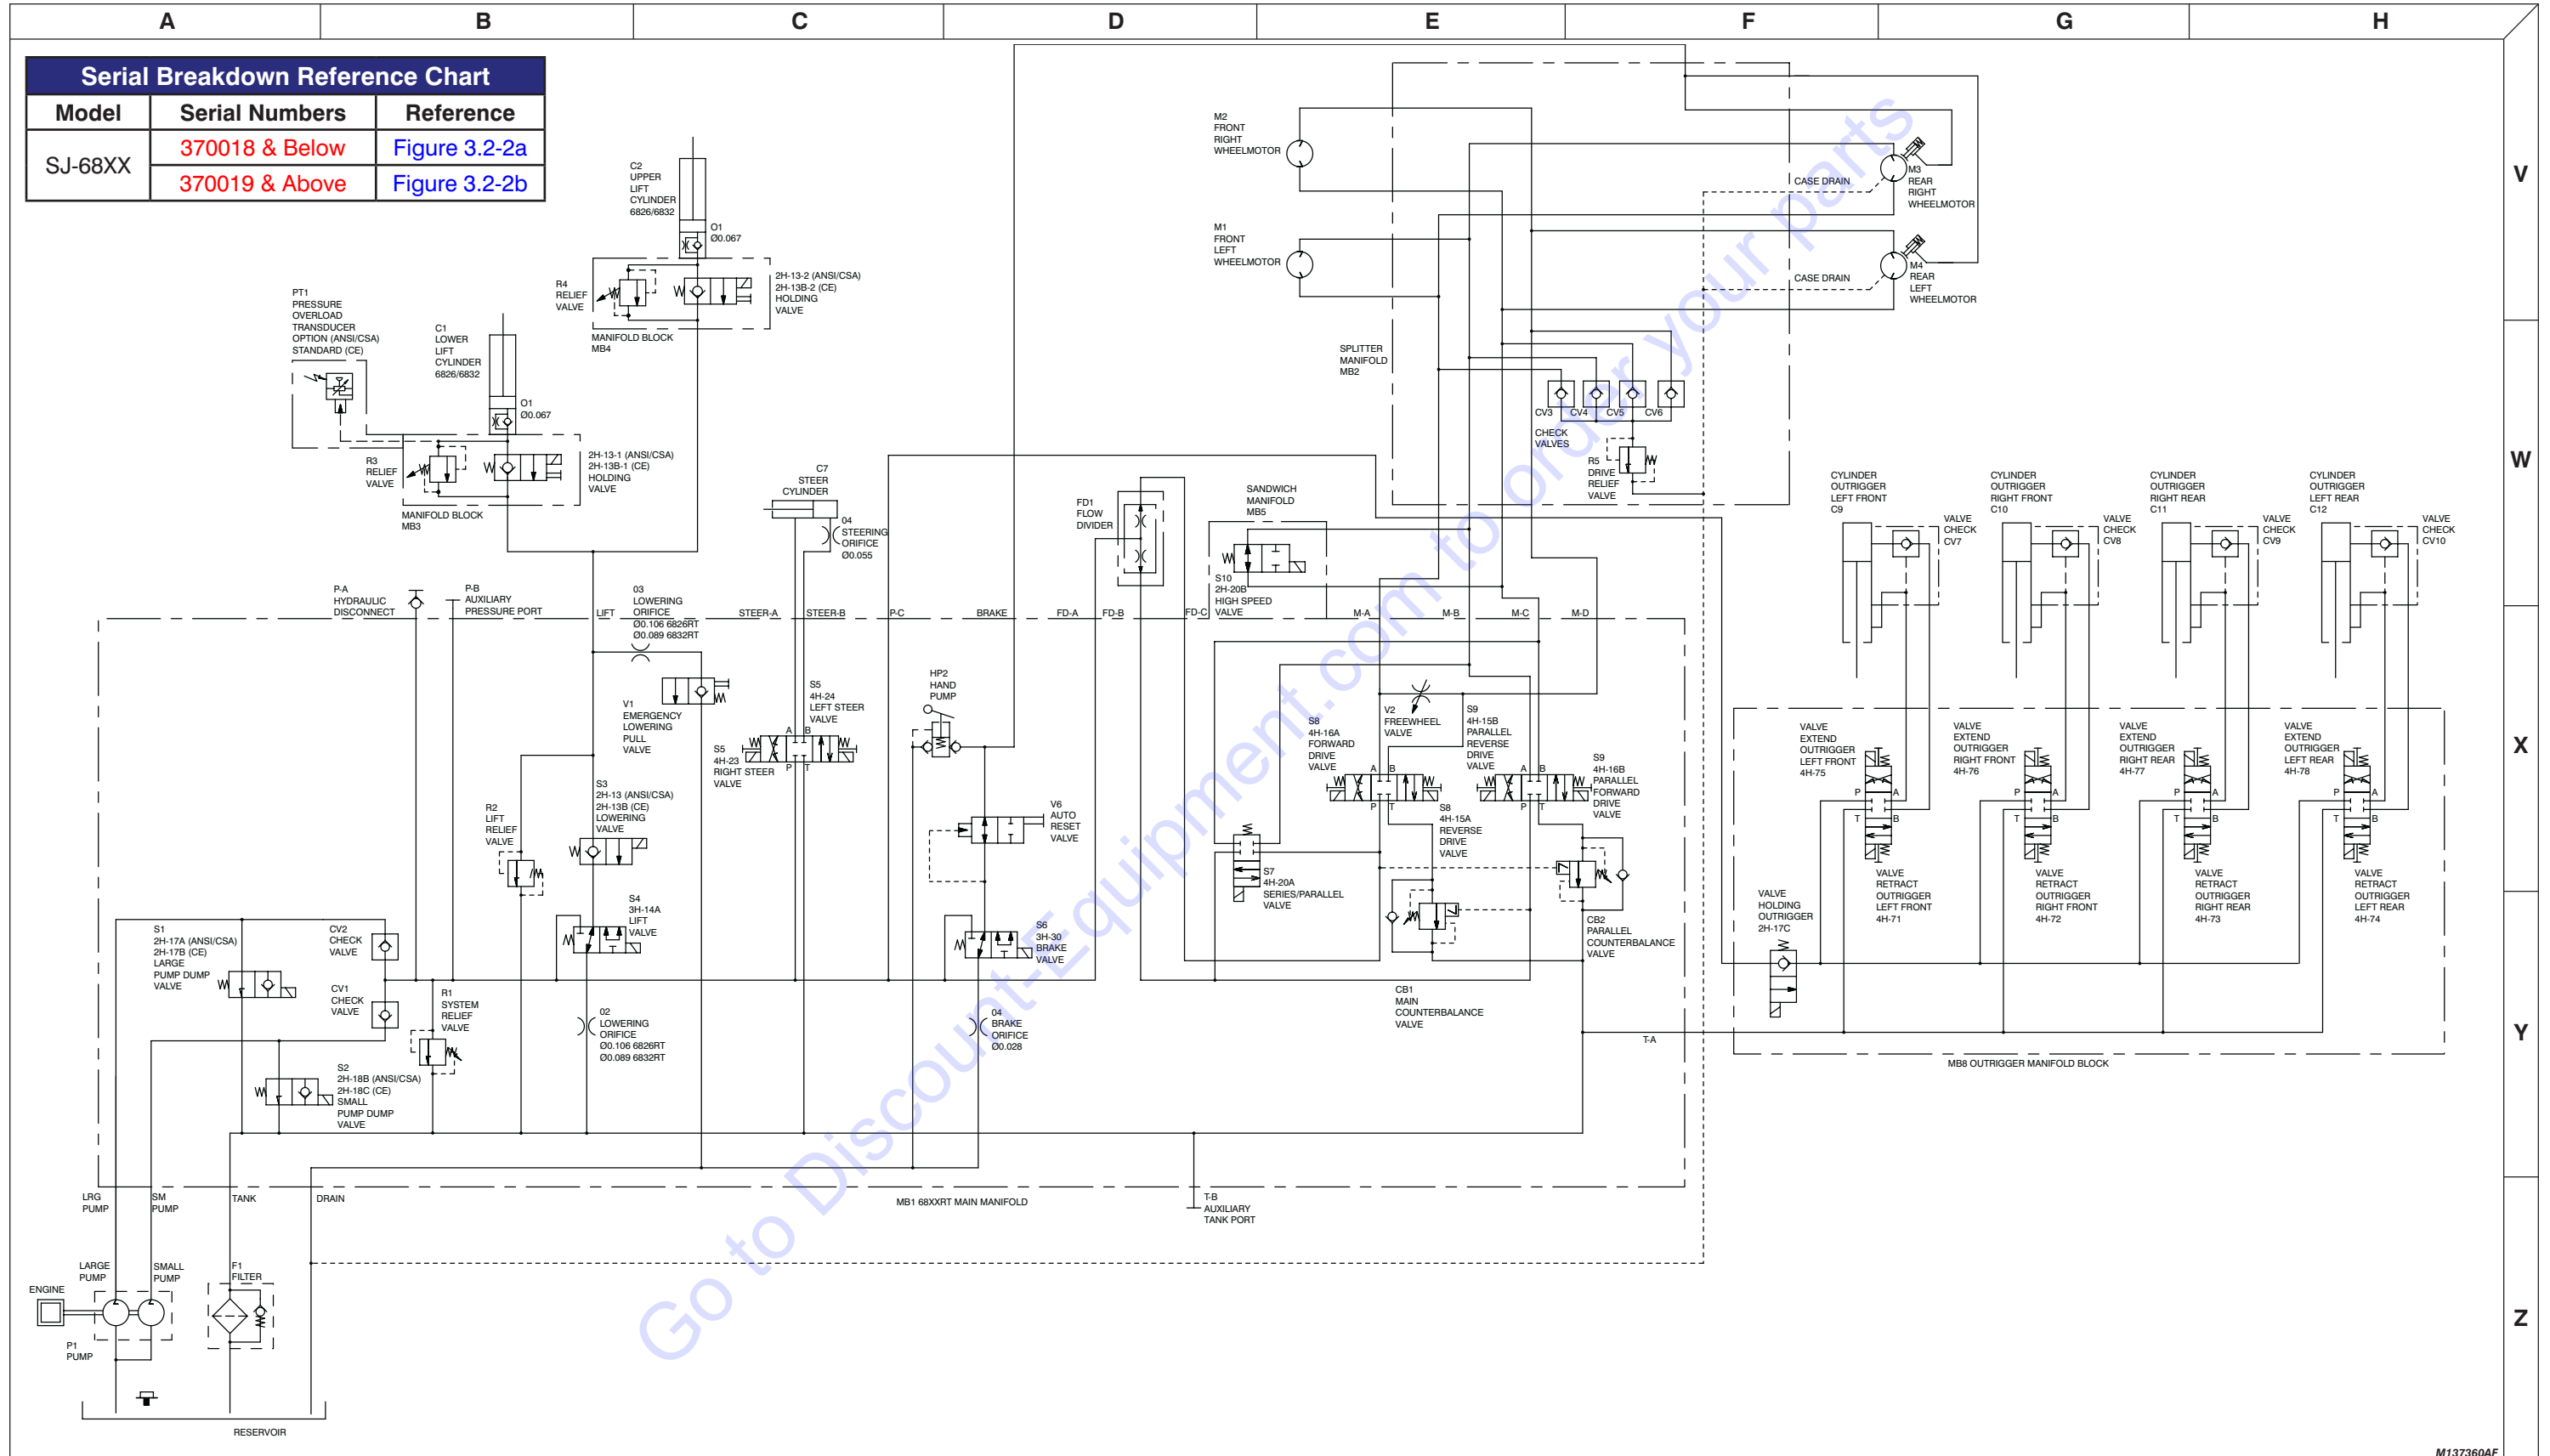 A B C D E F G H
Serial Breakdown Reference Chart
Model Serial Numbers Reference
SJ-68XX
370018 & Below Figure 3.2-2a
370019 & Above Figure 3.2-2b
V
W
X
Y
Z
C2
UPPER
LIFT
CYLINDER
6826/6832
O1
Ø0.067
R4
RELIEF
VALVE
2H-13-2 (ANSI/CSA)
2H-13B-2 (CE)
HOLDING
VALVE
MANIFOLD BLOCK
MB4
PT1
PRESSURE
OVERLOAD
TRANSDUCER
OPTION (ANSI/CSA)
STANDARD (CE)
C1
LOWER
LIFT
CYLINDER
6826/6832
O1
Ø0.067
R3
RELIEF
VALVE
2H-13-1 (ANSI/CSA)
2H-13B-1 (CE)
HOLDING
VALVE
MANIFOLD BLOCK
MB3
M2
FRONT
RIGHT
WHEELMOTOR
M1
FRONT
LEFT
WHEELMOTOR
CASE DRAIN
M3
REAR
RIGHT
WHEELMOTOR
CASE DRAIN
M4
REAR
LEFT
WHEELMOTOR
SPLITTER
MANIFOLD
MB2
CV3 CV4 CV5 CV6
CHECK
VALVES
R5
DRIVE
RELIEF
VALVE
C7
STEER
CYLINDER
04
STEERING
ORIFICE
Ø0.055
FD1
FLOW
DIVIDER
SANDWICH
MANIFOLD
MB5
S10
2H-20B
HIGH SPEED
VALVE
CYLINDER
OUTRIGGER
LEFT FRONT
C9
VALVE
CHECK
CV7
CYLINDER
OUTRIGGER
RIGHT FRONT
C10
VALVE
CHECK
CV8
CYLINDER
OUTRIGGER
RIGHT REAR
C11
VALVE
CHECK
CV9
CYLINDER
OUTRIGGER
LEFT REAR
C12
VALVE
CHECK
CV10
P-A
HYDRAULIC
DISCONNECT
P-B
AUXILIARY
PRESSURE PORT
LIFT
03
LOWERING
ORIFICE
Ø0.106 6826RT
Ø0.089 6832RT
STEER-A STEER-B P-C BRAKE FD-A FD-B FD-C M-A M-B M-C M-D
V1
EMERGENCY
LOWERING
PULL
VALVE
S5
4H-24
LEFT STEER
VALVE
S5
4H-23
RIGHT STEER
VALVE
A B
P T
HP2
HAND
PUMP
V6
AUTO
RESET
VALVE
R2
LIFT
RELIEF
VALVE
S3
2H-13 (ANSI/CSA)
2H-13B (CE)
LOWERING
VALVE
S4
3H-14A
LIFT
VALVE
S6
3H-30
BRAKE
VALVE
S8
4H-16A
FORWARD
DRIVE
VALVE
V2
FREEWHEEL
VALVE
S9
4H-15B
PARALLEL
REVERSE
DRIVE
VALVE
S9
4H-16B
PARALLEL
FORWARD
DRIVE
VALVE
A B
P T
A B
P T
S8
4H-15A
REVERSE
DRIVE
VALVE
S7
4H-20A
SERIES/PARALLEL
VALVE
CB2
PARALLEL
COUNTERBALANCE
VALVE
CB1
MAIN
COUNTERBALANCE
VALVE
VALVE
EXTEND
OUTRIGGER
LEFT FRONT
4H-75
P A
T B
VALVE
RETRACT
OUTRIGGER
LEFT FRONT
4H-71
VALVE
EXTEND
OUTRIGGER
RIGHT FRONT
4H-76
P A
T B
VALVE
RETRACT
OUTRIGGER
RIGHT FRONT
4H-72
VALVE
EXTEND
OUTRIGGER
RIGHT REAR
4H-77
P A
T B
VALVE
RETRACT
OUTRIGGER
RIGHT REAR
4H-73
VALVE
EXTEND
OUTRIGGER
LEFT REAR
4H-78
P A
T B
VALVE
RETRACT
OUTRIGGER
LEFT REAR
4H-74
VALVE
HOLDING
OUTRIGGER
2H-17C
MB8 OUTRIGGER MANIFOLD BLOCK
T-A
S1
2H-17A (ANSI/CSA)
2H-17B (CE)
LARGE
PUMP DUMP
VALVE
CV2
CHECK
VALVE
CV1
CHECK
VALVE
R1
SYSTEM
RELIEF
VALVE
S2
2H-18B (ANSI/CSA)
2H-18C (CE)
SMALL
PUMP DUMP
VALVE
02
LOWERING
ORIFICE
Ø0.106 6826RT
Ø0.089 6832RT
04
BRAKE
ORIFICE
Ø0.028
LRG
PUMP
SM
PUMP
TANK
DRAIN
MB1 68XXRT MAIN MANIFOLD
T-B
AUXILIARY
TANK PORT
LARGE
PUMP
SMALL
PUMP
F1
FILTER
ENGINE
P1
PUMP
RESERVOIR
M137360AF
Go to Discount-Equipment.com to order your parts